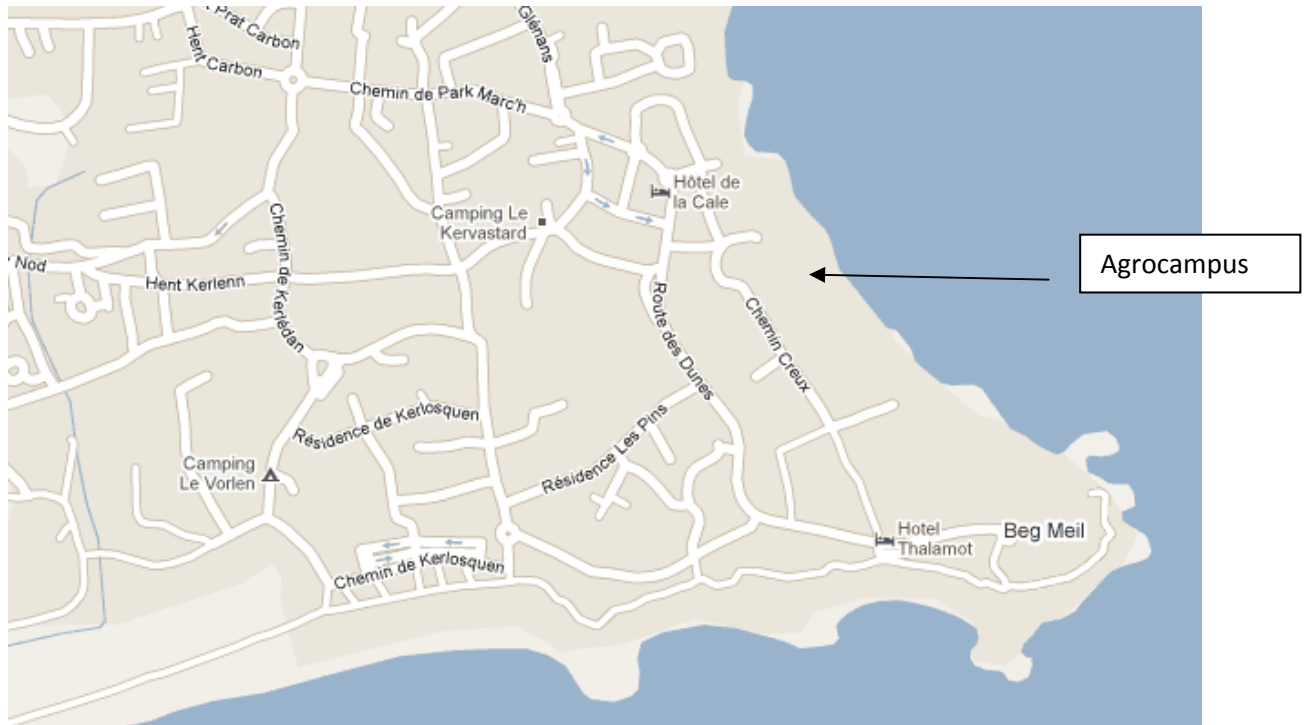 Prat Carbon
Hent Carbon
Glénans
Chemin de Park Marc'h
Hôtel de
la Cale
Camping Le
Kervastard
Agrocampus
Nod
Hent Kerlenn
Chemin de Kerlédan
Route des Dunes
Chemin Creux
Résidence de Kerlosquen
Résidence Les Pins
Camping
Le Vorlen
Hotel
Thalamot
Beg Meil
Chemin de Kerlosquen